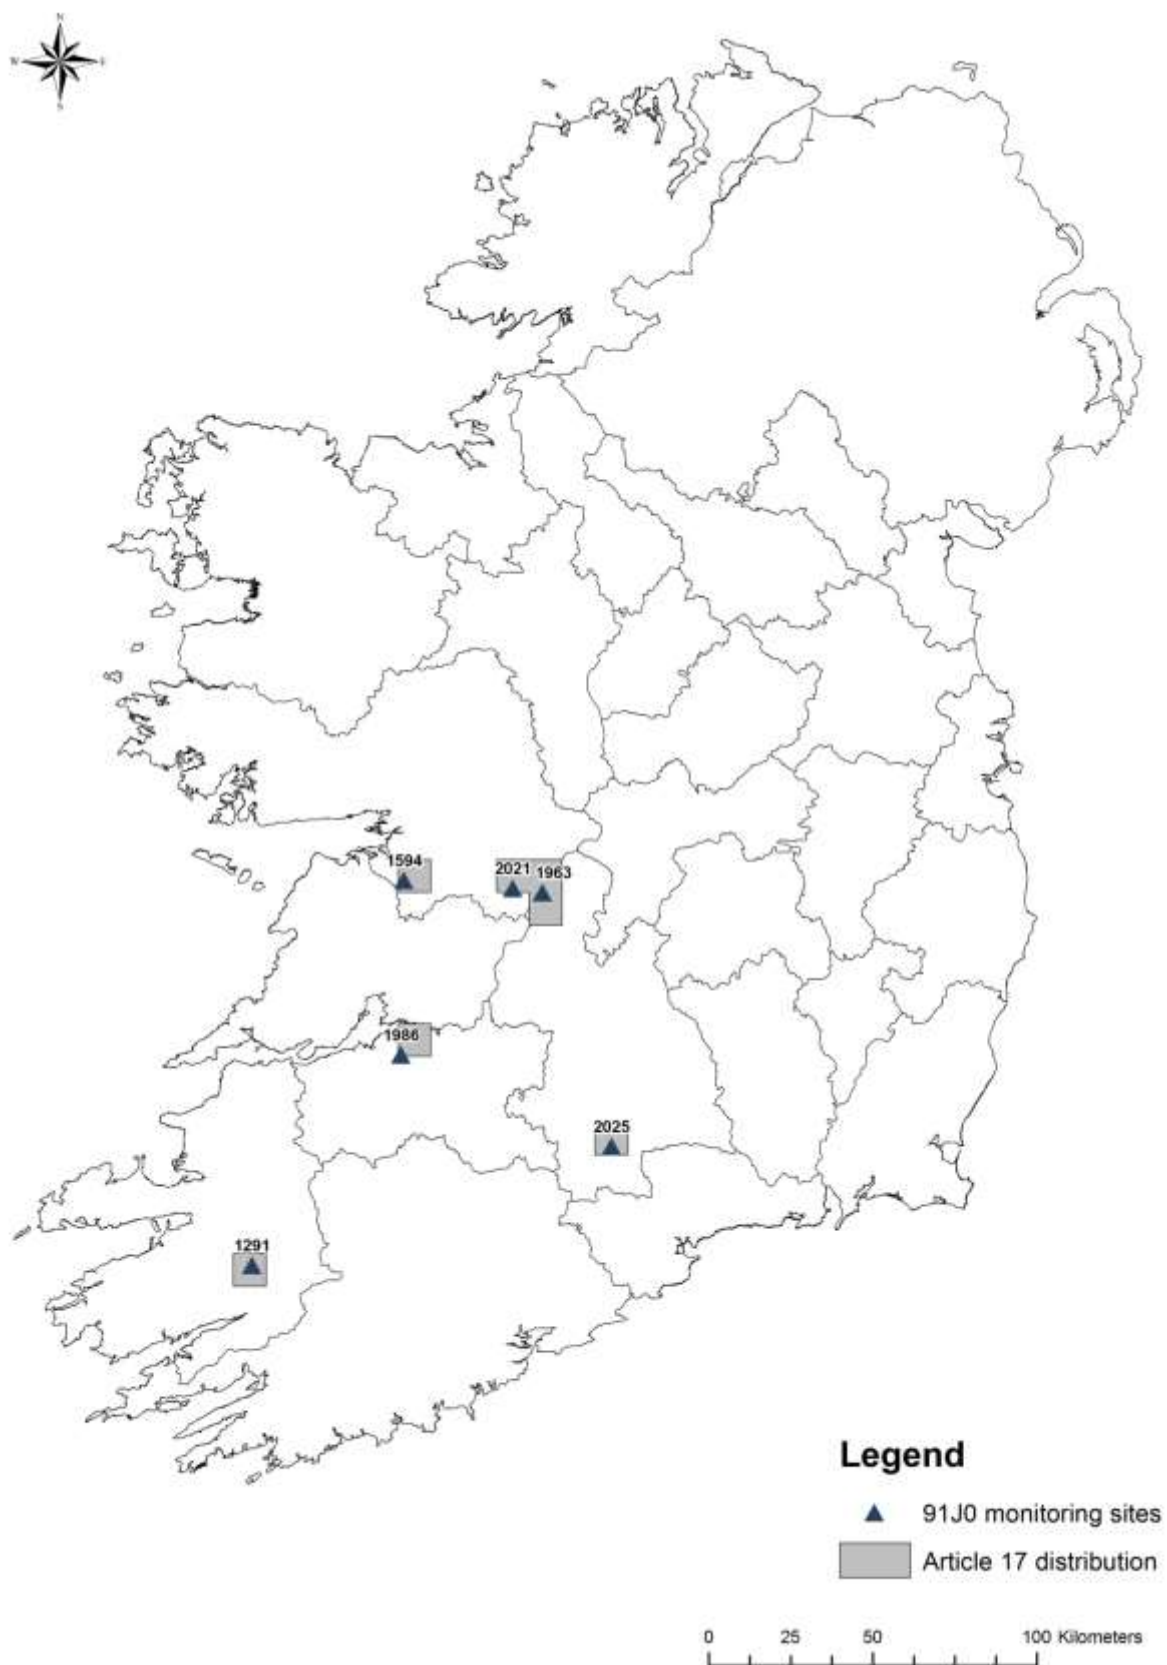 N
W E
S
1594
2021 1963
1986
2025
1291
Legend
91J0 monitoring sites
Article 17 distribution
0 25 50 100 Kilometers